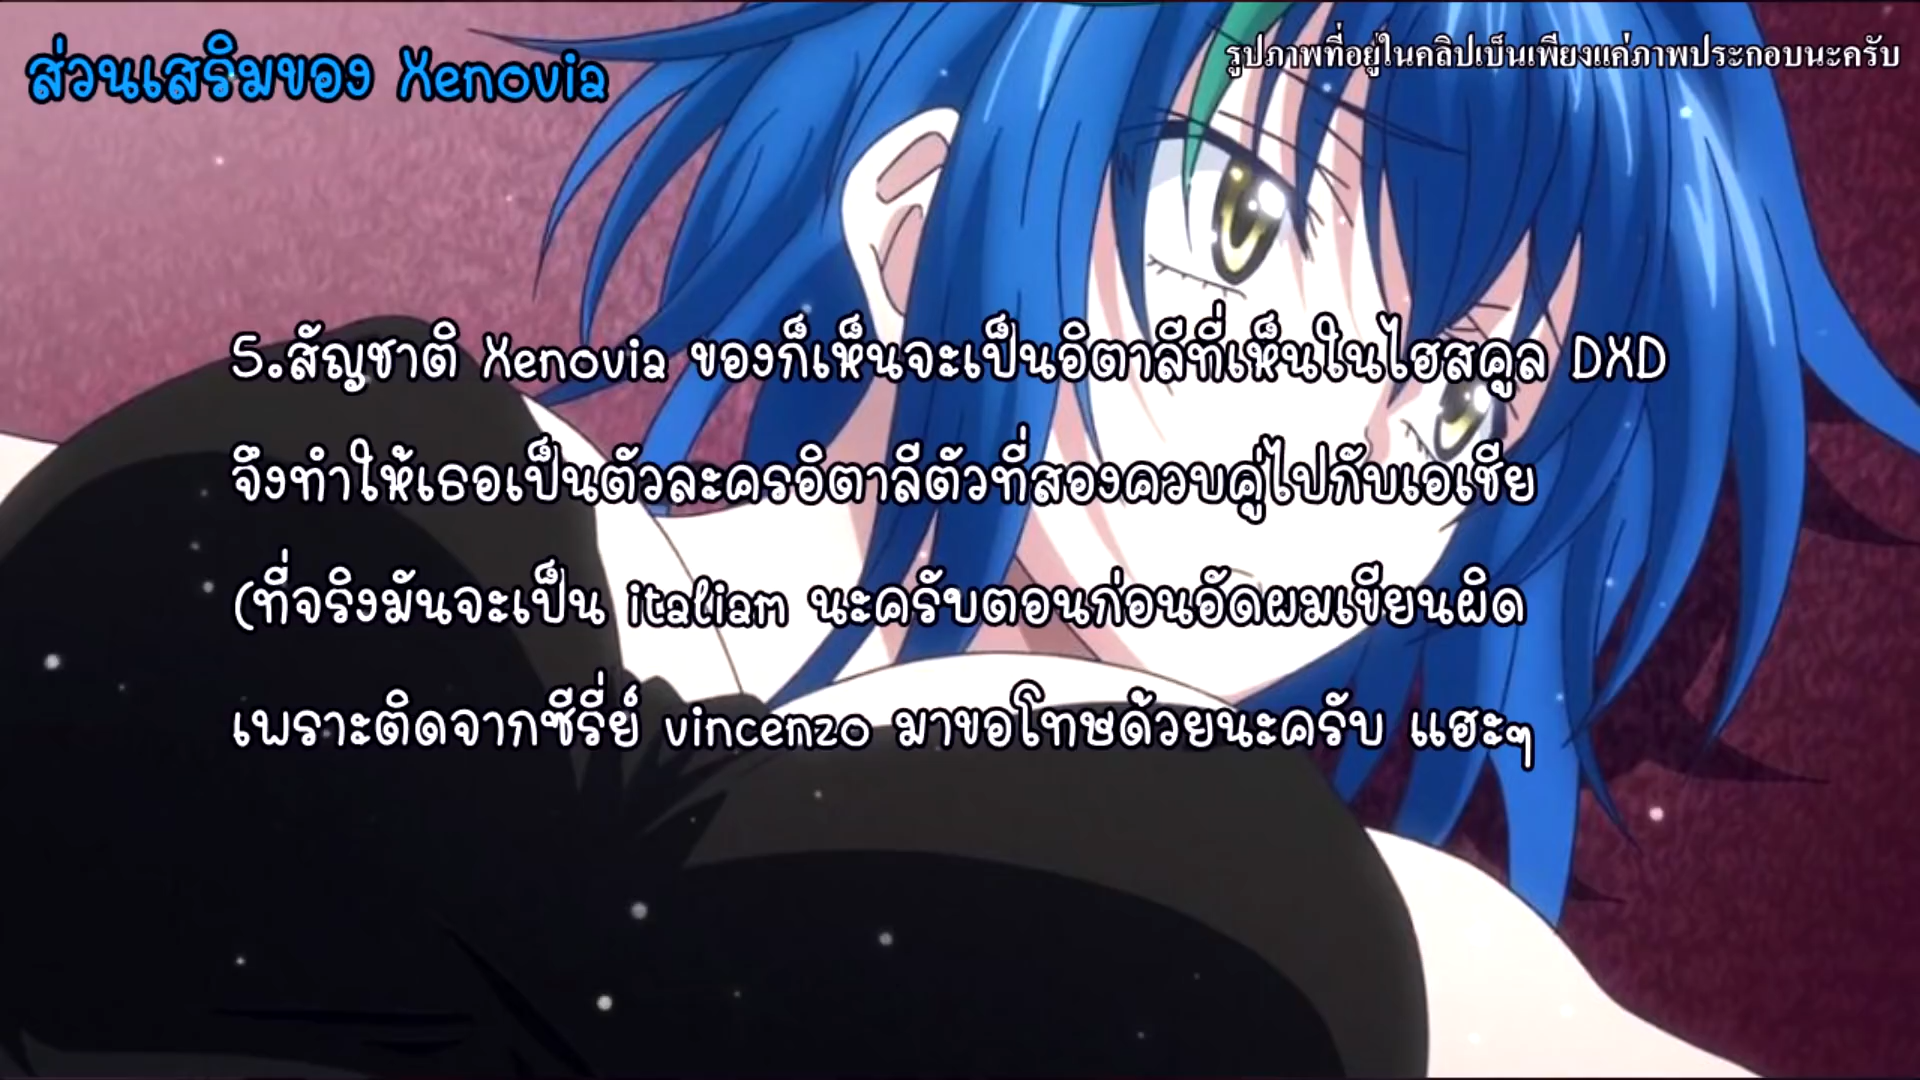 ส่วนเสริมของ Xenovia
รูปภาพที่อยู่ในคลิปเป็นเพียงแค่ภาพประกอบนะครับ
5.สัญชาติ Xenovia ของก็เห็นจะเป็นอิตาลีที่เห็นในไฮสคูล DXD
จึงทำให้เธอเป็นตัวละครอิตาลีตัวที่สองควบคู่ไปกับเอเชีย
(ที่จริงมันจะเป็น italiam นะครับตอนก่อนอัดผมเขียนผิด
เพราะติดจากซีรี่ย์ vincenzo มาขอโทษด้วยนะครับ แฮะๆ